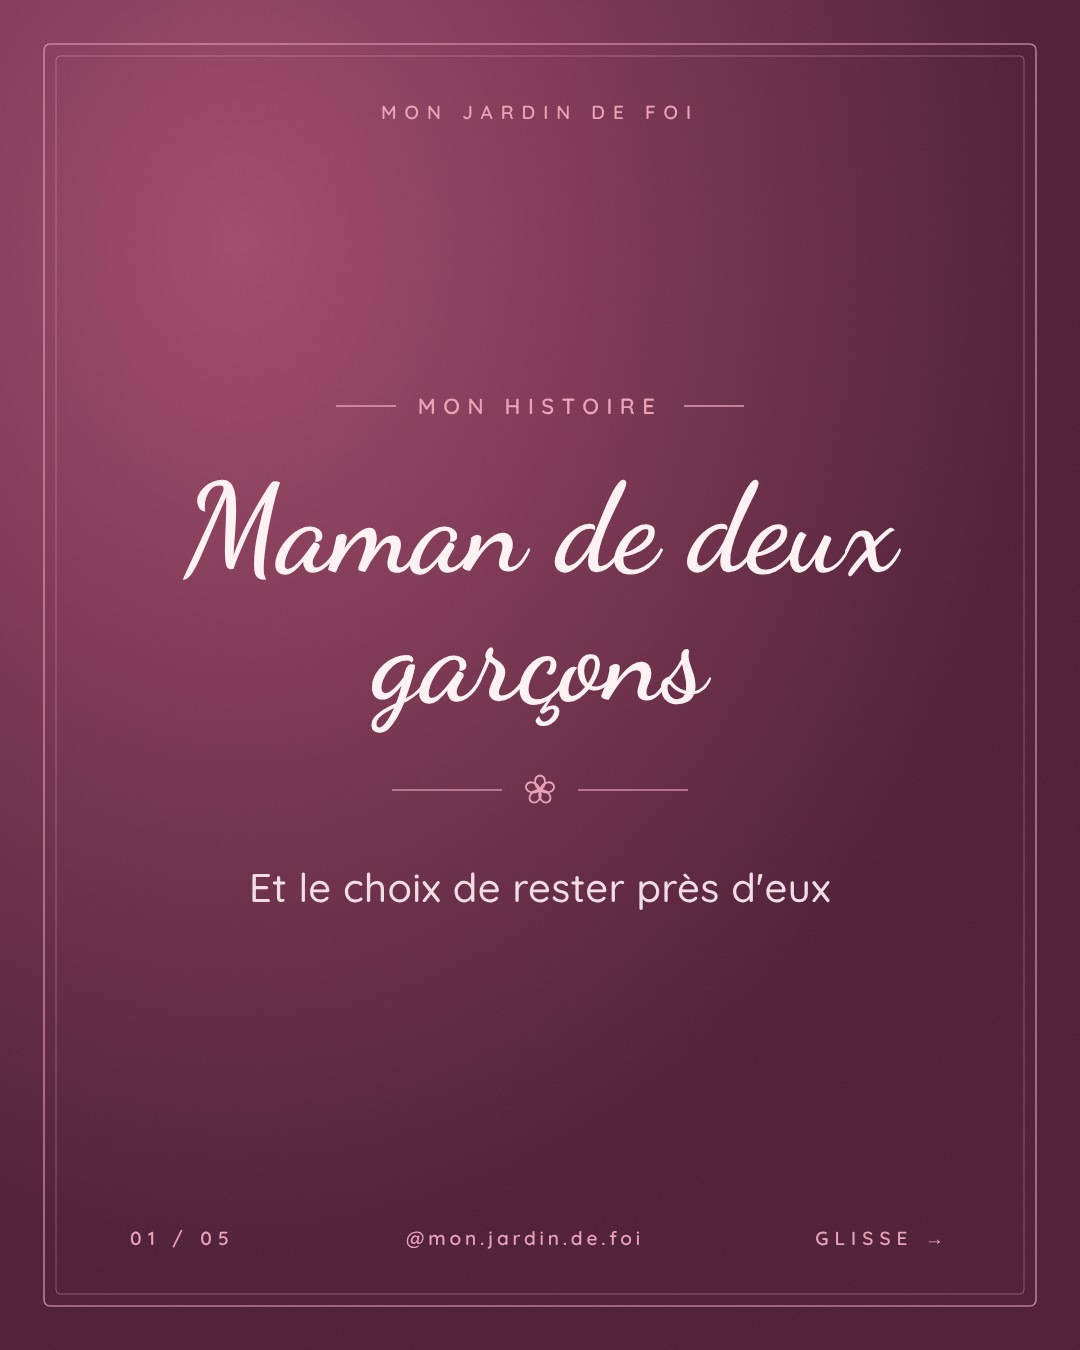 MON JARDIN DE FOI
MON HISTOIRE
Maman de deux
garçons
Et le choix de rester près d'eux
01 / 05
@mon.jardin.de.foi
GLISSE →